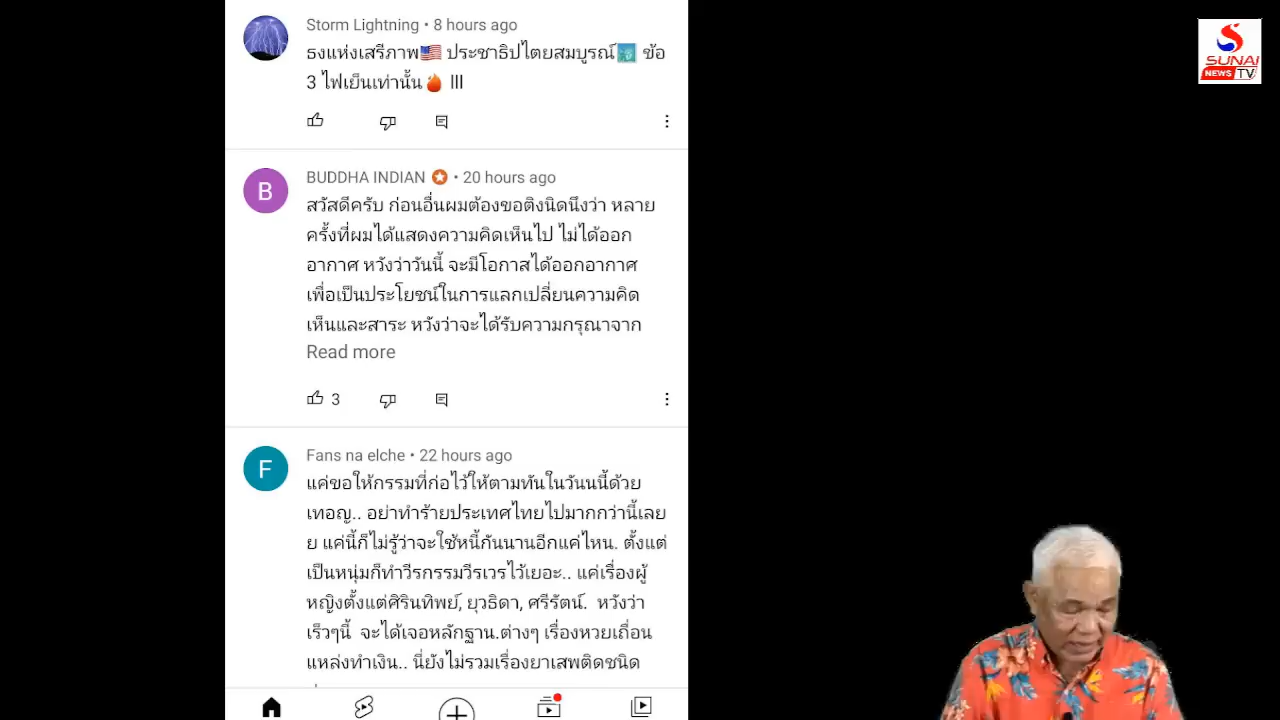 Storm Lightning • 8 hours ago
ธงแห่งเสรีภาพ🇺🇸 ประชาธิปไตยสมบูรณ์🗽 ข้อ
3 ไฟเย็นเท่านั้น🔥 lll
B
BUDDHA INDIAN • 20 hours ago
สวัสดีครับ ก่อนอื่นผมต้องขอติงนิดนึงว่า หลาย
ครั้งที่ผมได้แสดงความคิดเห็นไป ไม่ได้ออก
อากาศ หวังว่าวันนี้ จะมีโอกาสได้ออกอากาศ
เพื่อเป็นประโยชน์ในการแลกเปลี่ยนความคิด
เห็นและสาระ หวังว่าจะได้รับความกรุณาจาก
Read more
3
F
Fans na elche • 22 hours ago
แค่ขอให้กรรมที่ก่อไว้ให้ตามทันในวันนนี้ด้วย
เทอญ.. อย่าทำร้ายประเทศไทยไปมากกว่านี้เลย
ย แค่นี้ก็ไม่รู้ว่าจะใช้หนี้กันนานอีกแค่ไหน. ตั้งแต่
เป็นหนุ่มก็ทำวีรกรรมวีรเวรไว้เยอะ.. แค่เรื่องผู้
หญิงตั้งแต่ศิรินทิพย์, ยุวธิดา, ศรีรัตน์.  หวังว่า
เร็วๆนี้  จะได้เจอหลักฐาน.ต่างๆ เรื่องหวยเถื่อน
แหล่งทำเงิน.. นี่ยังไม่รวมเรื่องยาเสพติดชนิด
SUNAI
NEWS TV